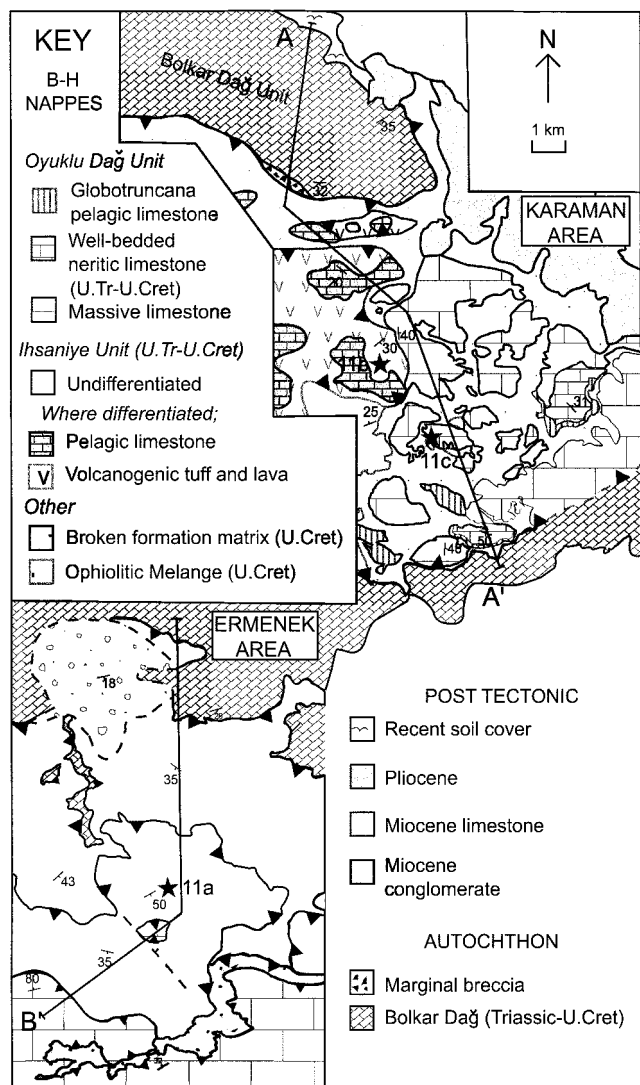 KEY
B-H
NAPPES
Oyuklu Dağ Unit
Globotruncana
pelagic limestone
Well-bedded
neritic limestone
(U.Tr-U.Cret)
Massive limestone
Ihsaniye Unit (U.Tr-U.Cret)
Undifferentiated
Where differentiated;
Pelagic limestone
V Volcanogenic tuff and lava
Other
Broken formation matrix (U.Cret)
Ophiolitic Melange (U.Cret)
A
Bolkar Dağ Unit
35
32
N
1 km
KARAMAN
AREA
20
40
30
11b
25
31
11c
50
48
A'
ERMENEK
AREA
18
35
43
11a
50
35
80
B'
POST TECTONIC
Recent soil cover
Pliocene
Miocene limestone
Miocene
conglomerate
AUTOCHTHON
Marginal breccia
Bolkar Dağ (Triassic-U.Cret)